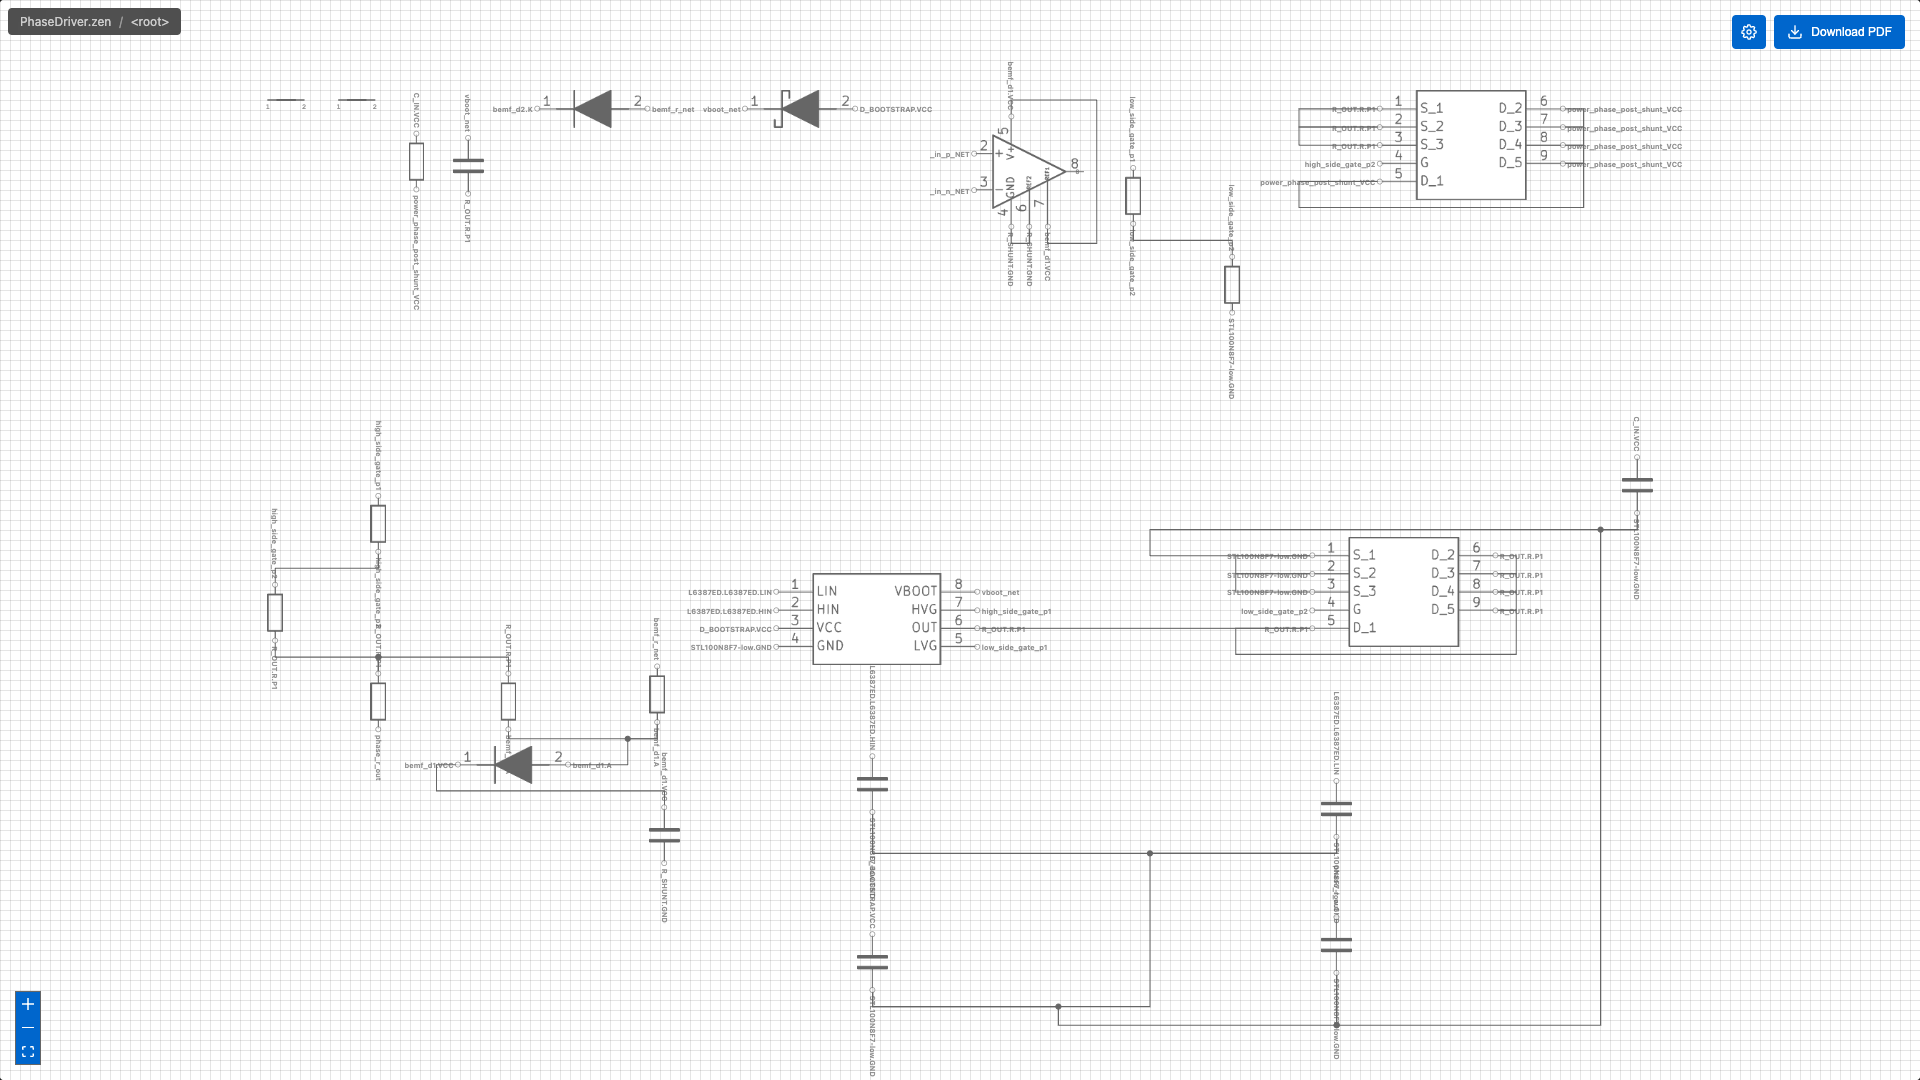 PhaseDriver.zen / <root>
Download PDF
1 2
1 2
C_IN.VCC
power_phase_post_shunt_VCC
vboot_net
R_OUT.R.P1
bemf_d2.K 1 2 bemf_r_net
vboot_net 1 2 D_BOOTSTRAP.VCC
bemf_d1.VCC
_in_p_NET 2 +
_in_n_NET 3 −
5 V+
8
GND
REF2
REF1
4
6
7
R_SHUNT.GND
R_SHUNT.GND
bemf_d1.VCC
low_side_gate_p1
low_side_gate_p2
low_side_gate_p2
STL100N8F7-low.GND
R_OUT.R.P1 1 S_1 D_2 6 power_phase_post_shunt_VCC
R_OUT.R.P1 2 S_2 D_3 7 power_phase_post_shunt_VCC
R_OUT.R.P1 3 S_3 D_4 8 power_phase_post_shunt_VCC
high_side_gate_p2 4 G D_5 9 power_phase_post_shunt_VCC
power_phase_post_shunt_VCC 5 D_1
high_side_gate_p1
high_side_gate_p2
high_side_gate_p2
R_OUT.R.P1
R_OUT.R.P1
phase_r_out
R_OUT.R.P1
bemf_r_net
bemf_d1.A
bemf_d1.VCC 1 2 bemf_d1.A
bemf_d1.VCC
R_SHUNT.GND
L6387ED.L6387ED.LIN 1 LIN VBOOT 8 vboot_net
L6387ED.L6387ED.HIN 2 HIN HVG 7 high_side_gate_p1
D_BOOTSTRAP.VCC 3 VCC OUT 6 R_OUT.R.P1
STL100N8F7-low.GND 4 GND LVG 5 low_side_gate_p1
C_IN.VCC
STL100N8F7-low.GND
STL100N8F7-low.GND 1 S_1 D_2 6 R_OUT.R.P1
STL100N8F7-low.GND 2 S_2 D_3 7 R_OUT.R.P1
STL100N8F7-low.GND 3 S_3 D_4 8 R_OUT.R.P1
low_side_gate_p2 4 G D_5 9 R_OUT.R.P1
R_OUT.R.P1 5 D_1
L6387ED.L6387ED.HIN
L6387ED.L6387ED.LIN
STL100N8F7-low.GND
STL100N8F7-low.GND